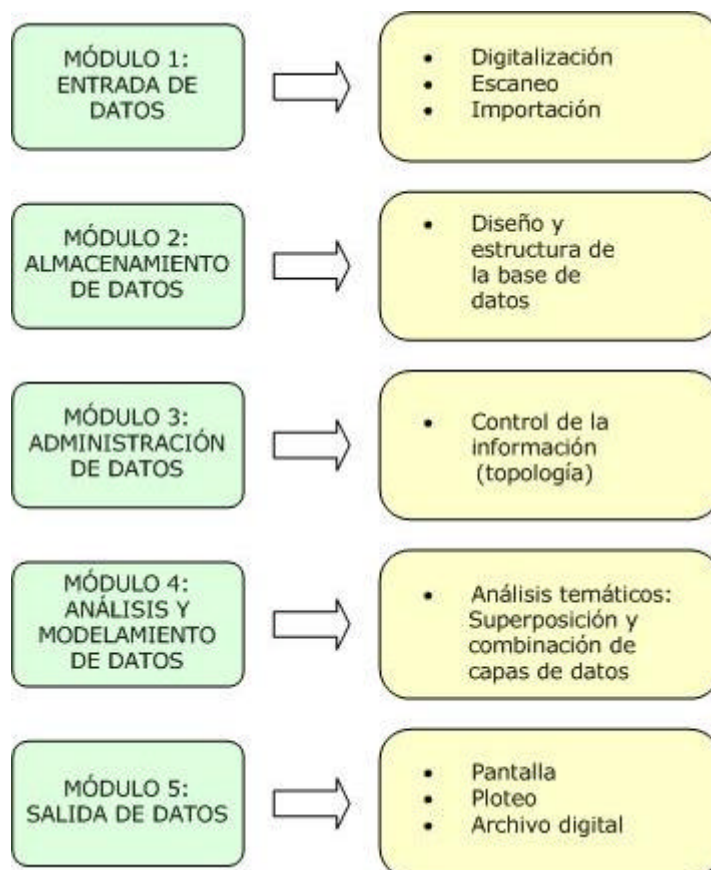 MÓDULO 1:
ENTRADA DE
DATOS
• Digitalización
• Escaneo
• Importación
MÓDULO 2:
ALMACENAMIENTO
DE DATOS
• Diseño y
estructura de
la base de
datos
MÓDULO 3:
ADMINISTRACIÓN
DE DATOS
• Control de la
información
(topología)
MÓDULO 4:
ANÁLISIS Y
MODELAMIENTO
DE DATOS
• Análisis temáticos:
Superposición y
combinación de
capas de datos
MÓDULO 5:
SALIDA DE DATOS
• Pantalla
• Ploteo
• Archivo digital